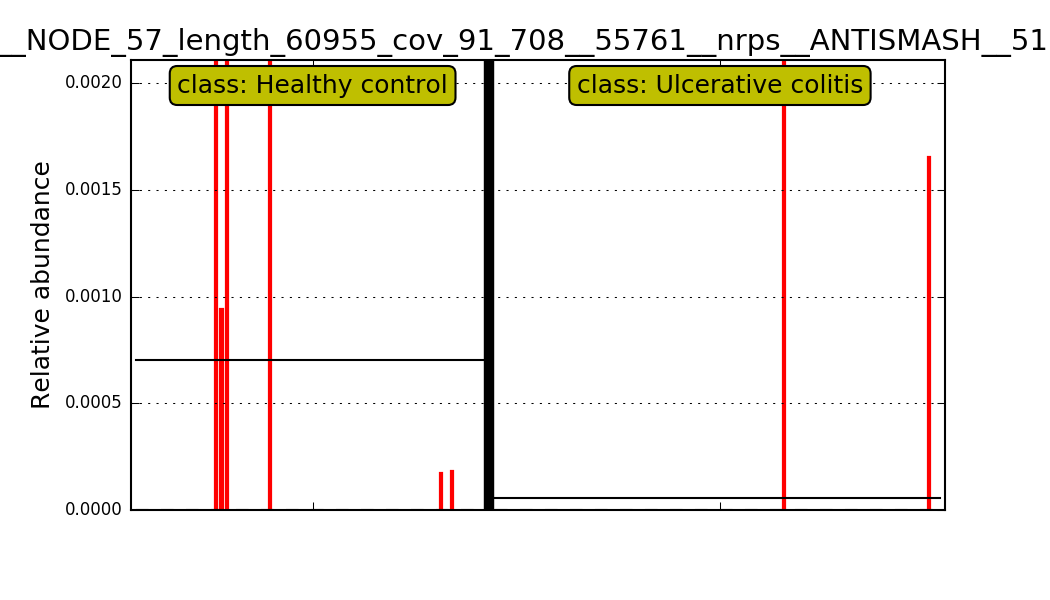 __NODE_57_length_60955_cov_91_708__55761__nrps__ANTISMASH__51
class: Healthy control
class: Ulcerative colitis
Relative abundance
0.0020
0.0015
0.0010
0.0005
0.0000